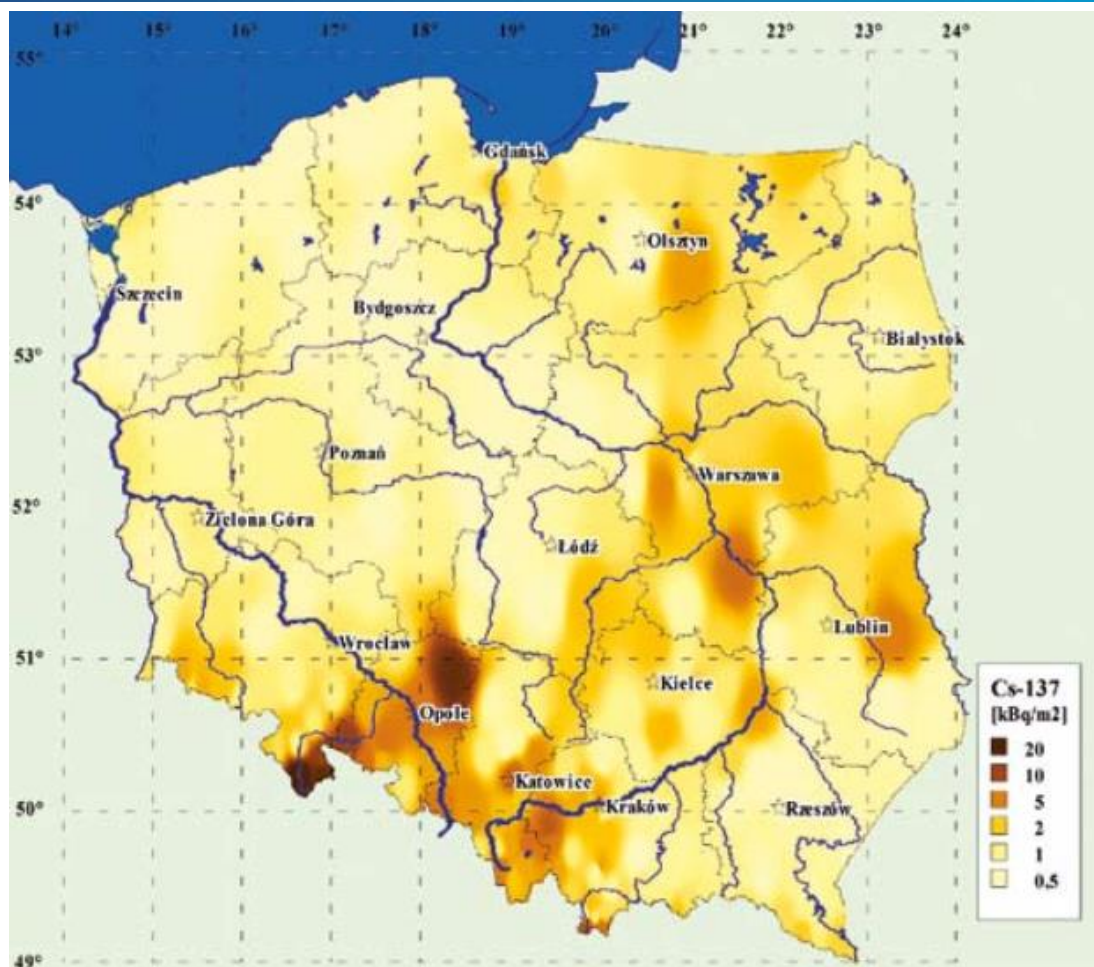 14° 15° 16° 17° 18° 19° 20° 21° 22° 23° 24°
55°
Gdańsk
54°
Olsztyn
Szczecin
Bydgoszcz
Białystok
53°
Poznań
Warszawa
52°
Zielona Góra
Łódź
Lublin
Wrocław
51°
Kielce
Opole
Katowice
50°
Kraków
Rzeszów
49°
Cs-137
[kBq/m2]
20
10
5
2
1
0.5